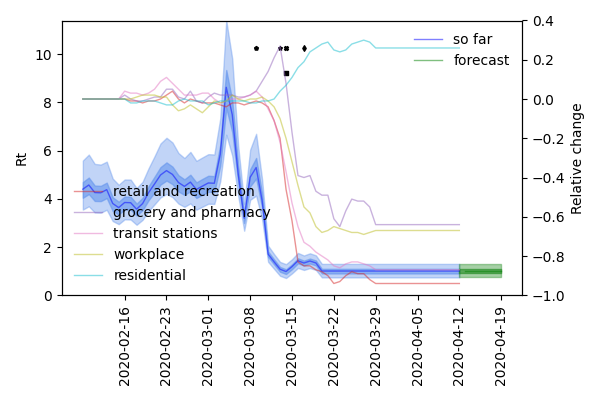 so far
forecast
retail and recreation
grocery and pharmacy
transit stations
workplace
residential
Rt
0
2
4
6
8
10
Relative change
0.4
0.2
0.0
−0.2
−0.4
−0.6
−0.8
−1.0
2020-02-16
2020-02-23
2020-03-01
2020-03-08
2020-03-15
2020-03-22
2020-03-29
2020-04-05
2020-04-12
2020-04-19